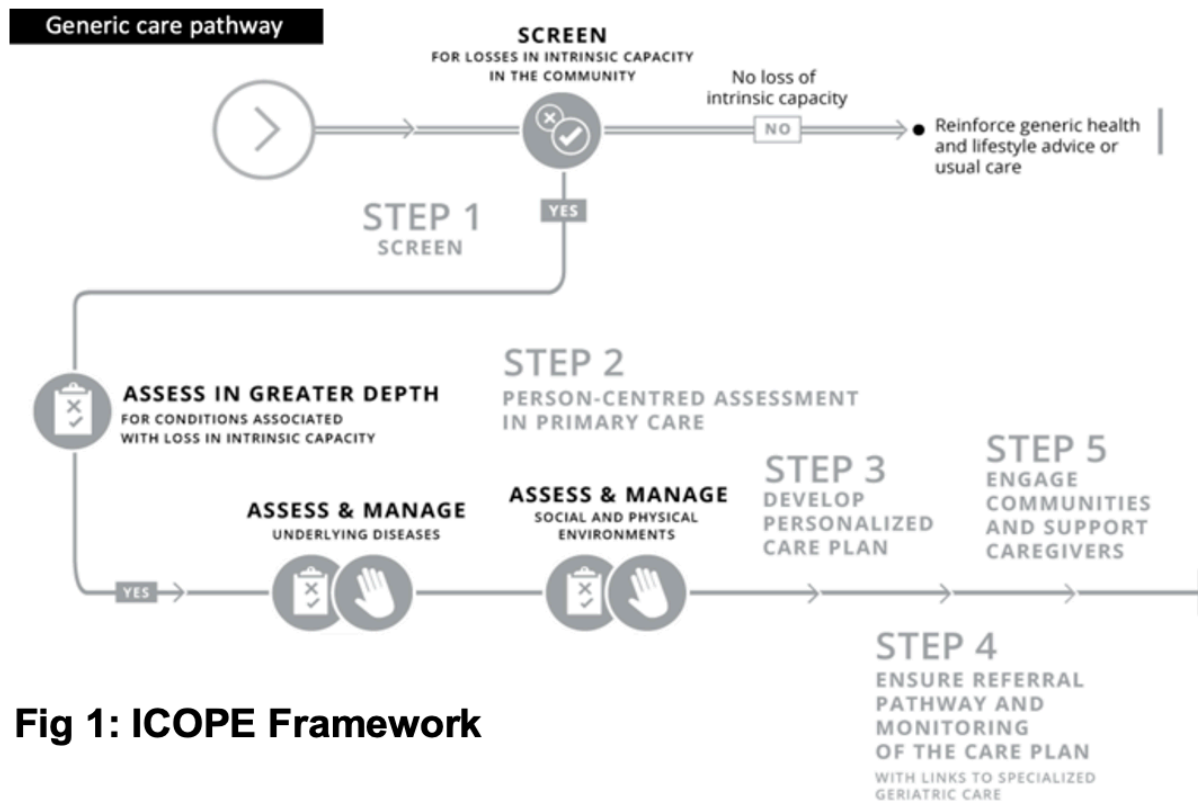 Generic care pathway
SCREEN
FOR LOSSES IN INTRINSIC CAPACITY
IN THE COMMUNITY
No loss of
intrinsic capacity
NO
Reinforce generic health
and lifestyle advice or
usual care
STEP 1
SCREEN
YES
STEP 2
PERSON-CENTRED ASSESSMENT
IN PRIMARY CARE
ASSESS IN GREATER DEPTH
FOR CONDITIONS ASSOCIATED
WITH LOSS IN INTRINSIC CAPACITY
YES
ASSESS & MANAGE
UNDERLYING DISEASES
ASSESS & MANAGE
SOCIAL AND PHYSICAL
ENVIRONMENTS
STEP 3
DEVELOP
PERSONALIZED
CARE PLAN
STEP 4
ENSURE REFERRAL
PATHWAY AND
MONITORING
OF THE CARE PLAN
WITH LINKS TO SPECIALIZED
GERIATRIC CARE
STEP 5
ENGAGE
COMMUNITIES
AND SUPPORT
CAREGIVERS
Fig 1: ICOPE Framework